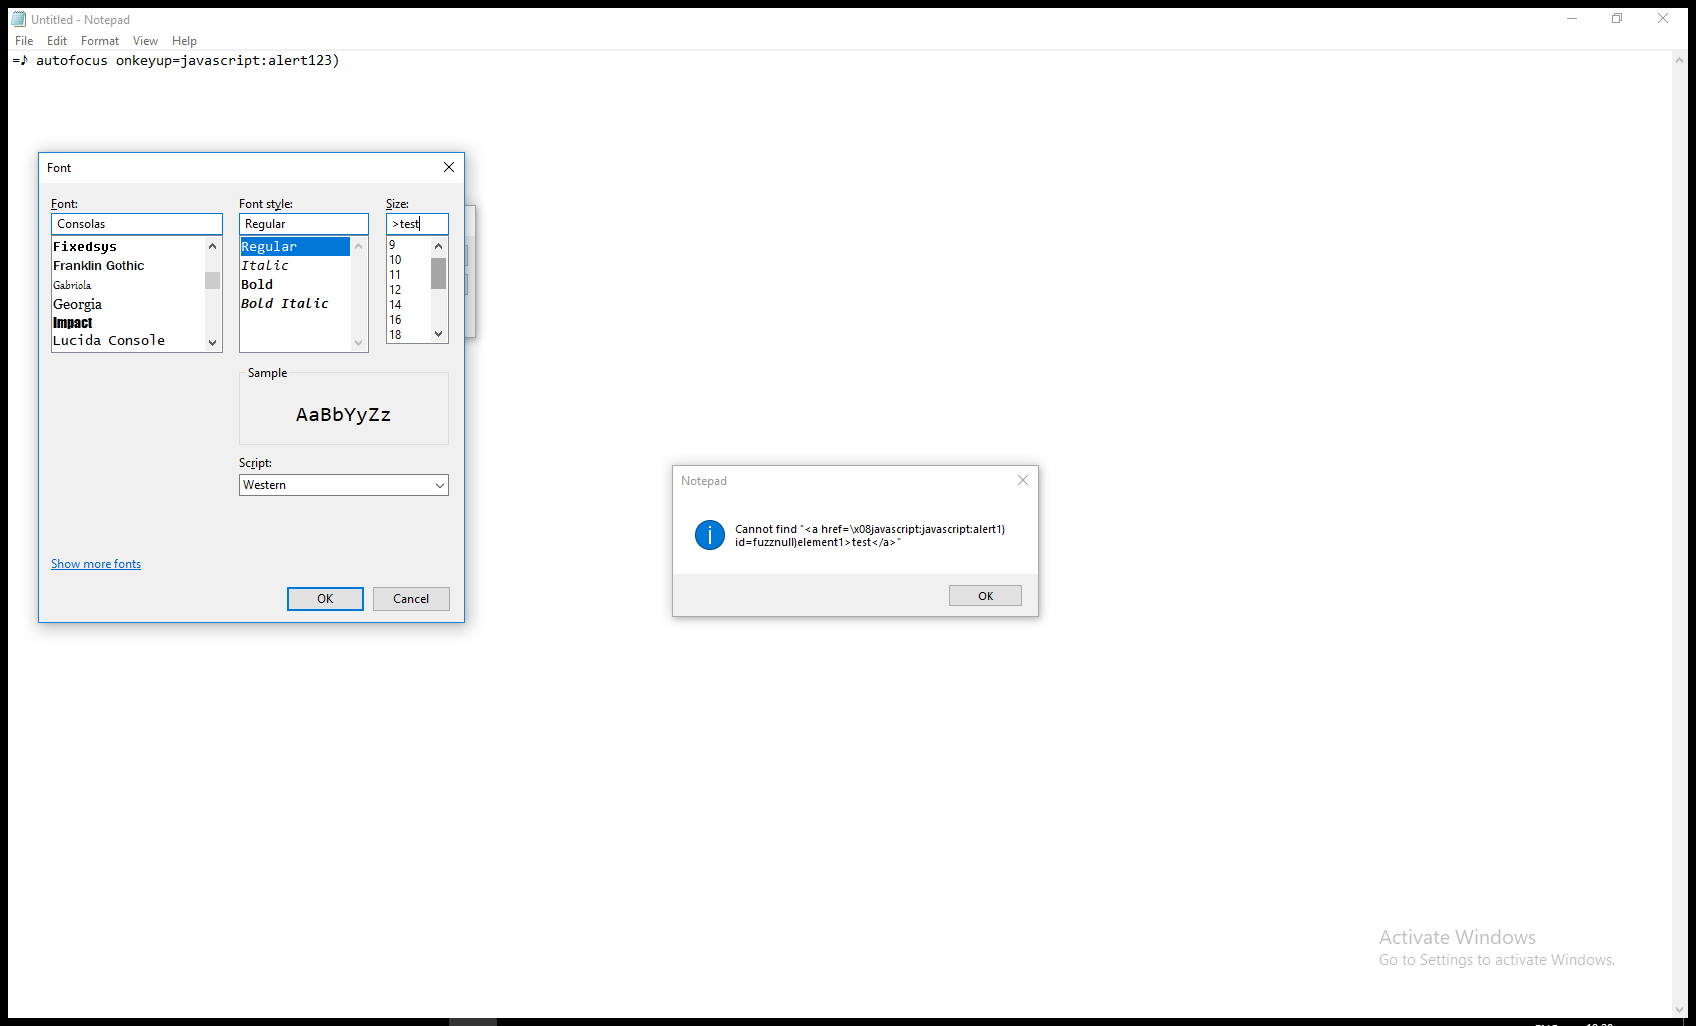 Untitled - Notepad
File Edit Format View Help
=♪ autofocus onkeyup=javascript:alert123)
Font
Font: Font style: Size:
Consolas Regular >test
Fixedsys
Franklin Gothic
Gabriola
Georgia
Impact
Lucida Console
Regular
Italic
Bold
Bold Italic
9
10
11
12
14
16
18
Sample
AaBbYyZz
Script:
Western
Show more fonts
OK Cancel
Notepad
Cannot find "<a href=\x08javascript:javascript:alert1)
id=fuzznull)element1>test</a>"
OK
Activate Windows
Go to Settings to activate Windows.